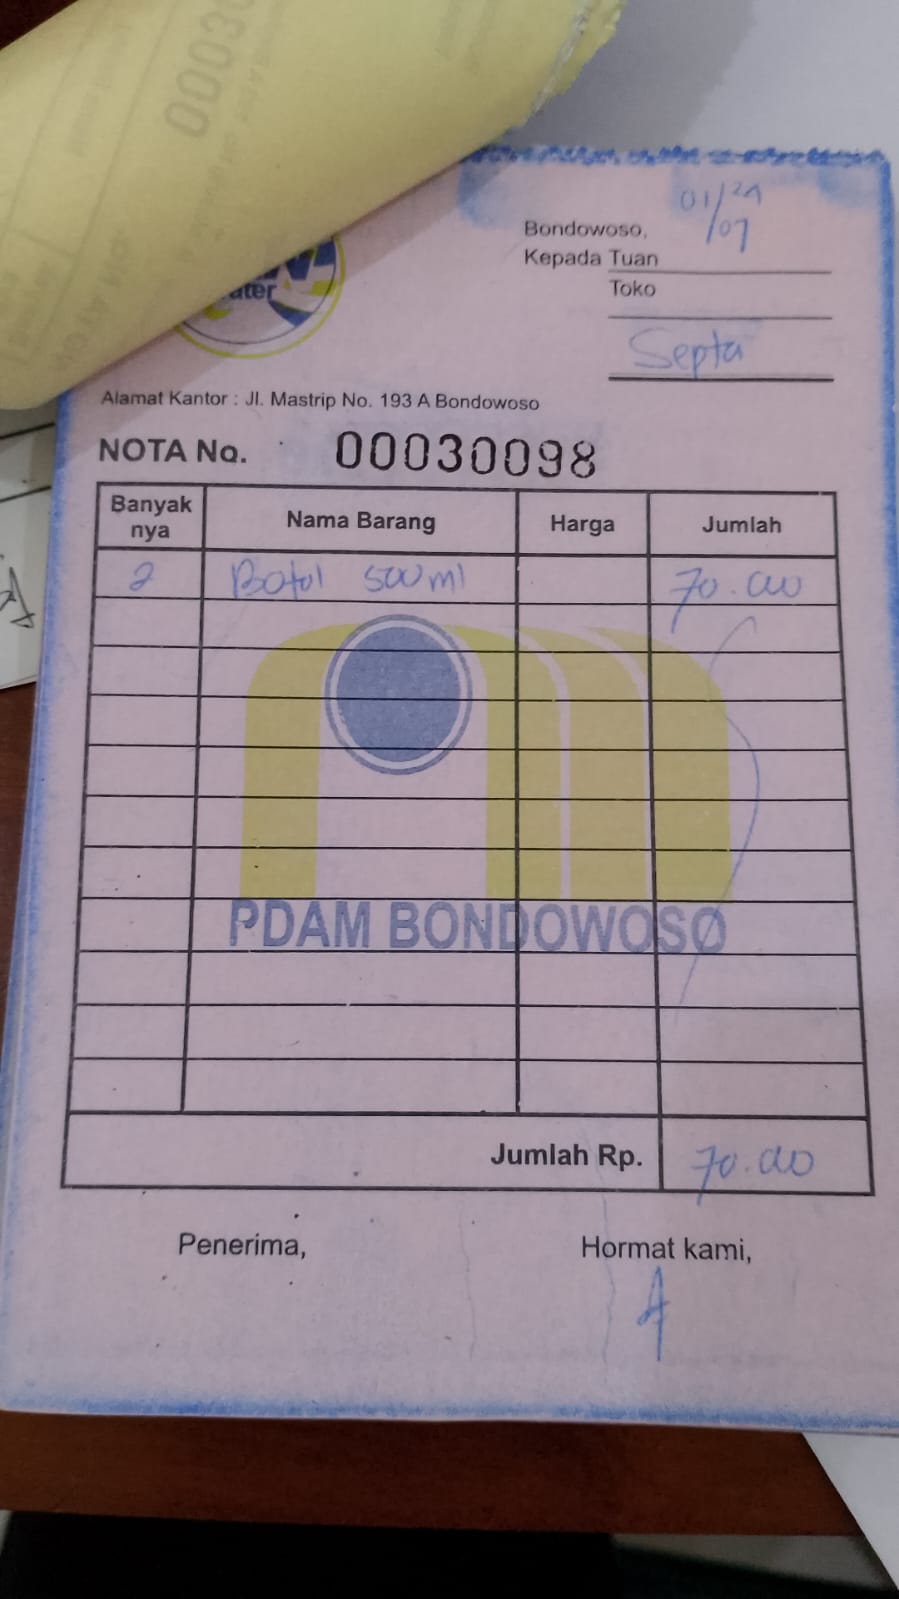 0003
01/24
/07
Bondowoso,
Kepada Tuan
ater
Toko
Septa
Alamat Kantor : Jl. Mastrip No. 193 A Bondowoso
NOTA No. 00030098
Banyak nya Nama Barang Harga Jumlah
2 Botol 500ml 70.000
PDAM BONDOWOSO
Jumlah Rp. 70.000
Penerima, Hormat kami,